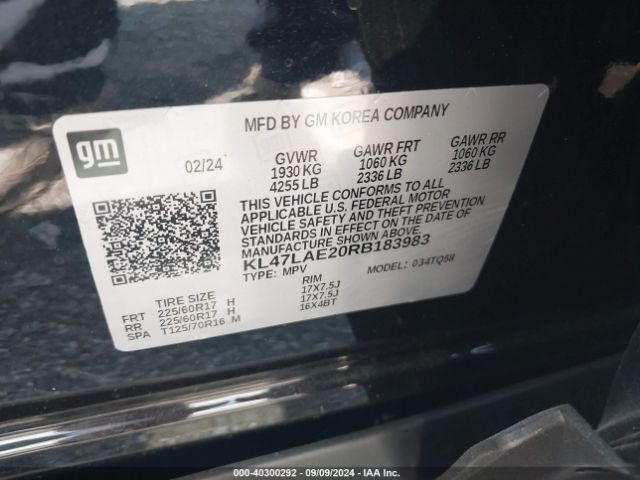 MFD BY GM KOREA COMPANY
gm
02/24
GVWR
1930 KG
4255 LB
GAWR FRT
1060 KG
2336 LB
GAWR RR
1060 KG
2336 LB
THIS VEHICLE CONFORMS TO ALL
APPLICABLE U.S. FEDERAL MOTOR
VEHICLE SAFETY AND THEFT PREVENTION
STANDARDS IN EFFECT ON THE DATE OF
MANUFACTURE SHOWN ABOVE.
KL47LAE20RB183983
TYPE: MPV
MODEL: 034TQ58
TIRE SIZE
RIM
FRT 225/60R17 H 17X7.5J
RR 225/60R17 H 17X7.5J
SPA T125/70R16 M 16X4BT
000-40300292 - 09/09/2024 - IAA Inc.